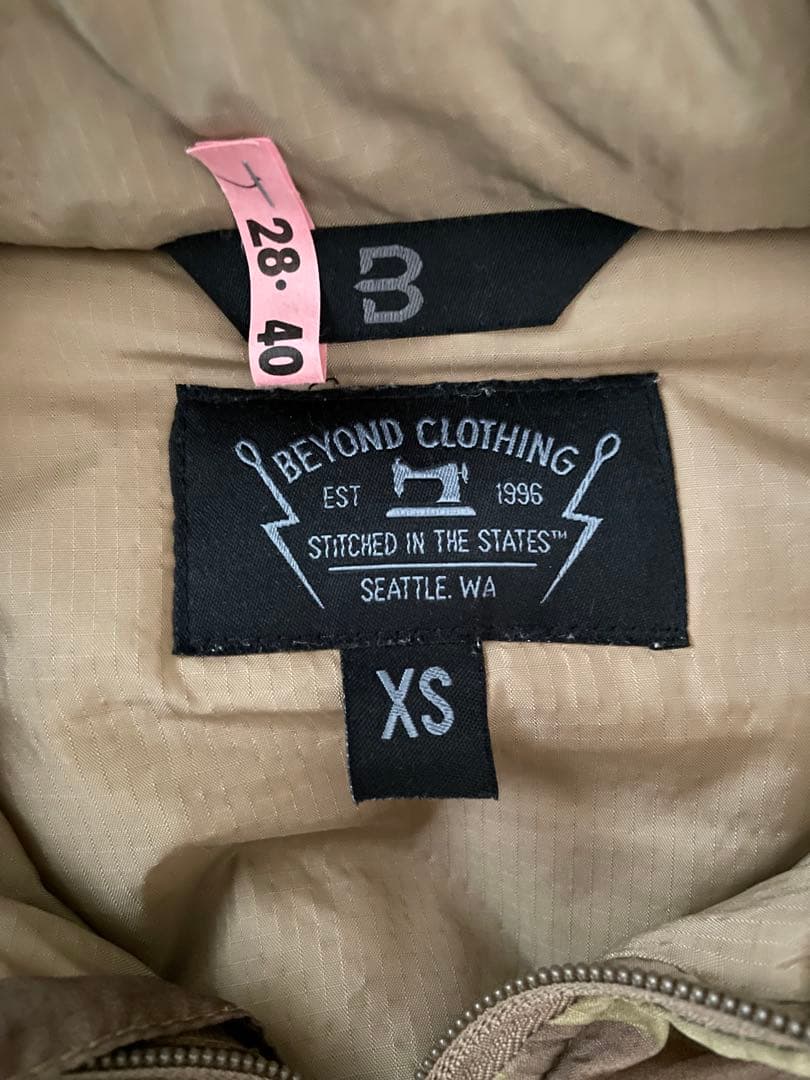 28・40
B
BEYOND CLOTHING
EST 1996
STITCHED IN THE STATES™
SEATTLE, WA
XS